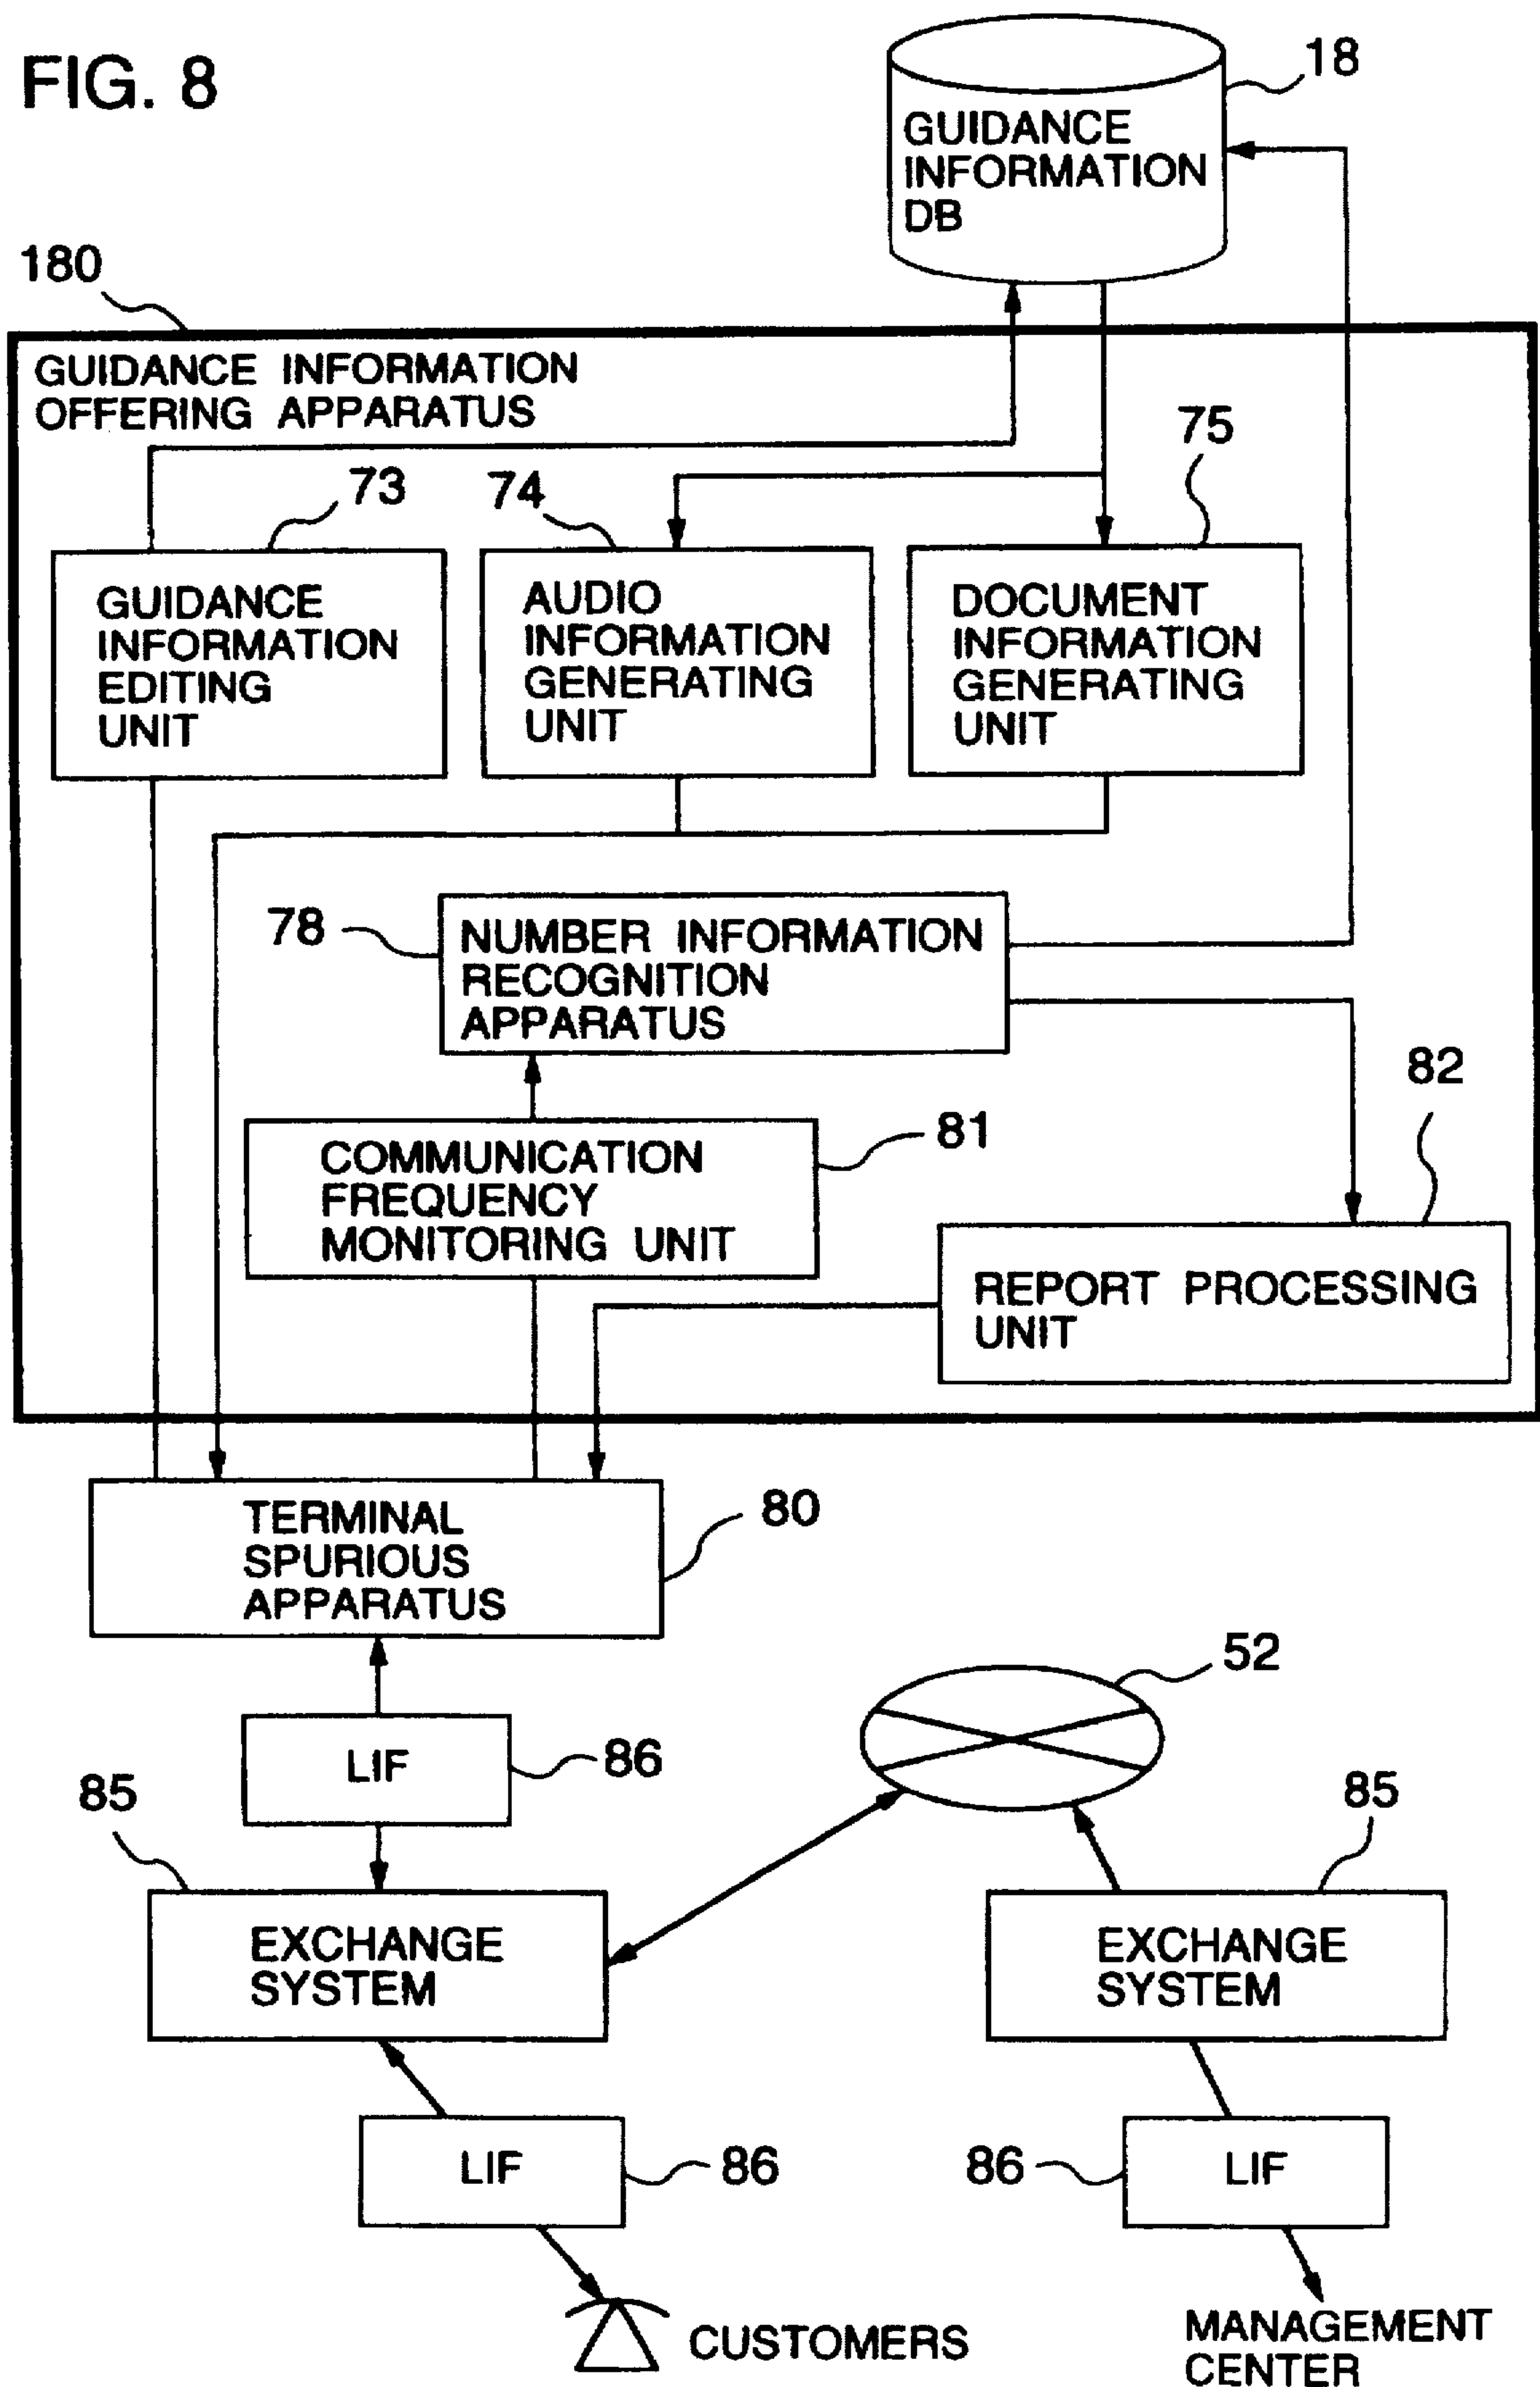 FIG. 8
18
GUIDANCE
INFORMATION
DB
180
GUIDANCE INFORMATION
OFFERING APPARATUS
73
74
75
GUIDANCE
INFORMATION
EDITING
UNIT
AUDIO
INFORMATION
GENERATING
UNIT
DOCUMENT
INFORMATION
GENERATING
UNIT
78
NUMBER INFORMATION
RECOGNITION
APPARATUS
82
81
COMMUNICATION
FREQUENCY
MONITORING UNIT
REPORT PROCESSING
UNIT
80
TERMINAL
SPURIOUS
APPARATUS
52
LIF
86
85
85
EXCHANGE
SYSTEM
EXCHANGE
SYSTEM
LIF
86
86
LIF
CUSTOMERS
MANAGEMENT
CENTER